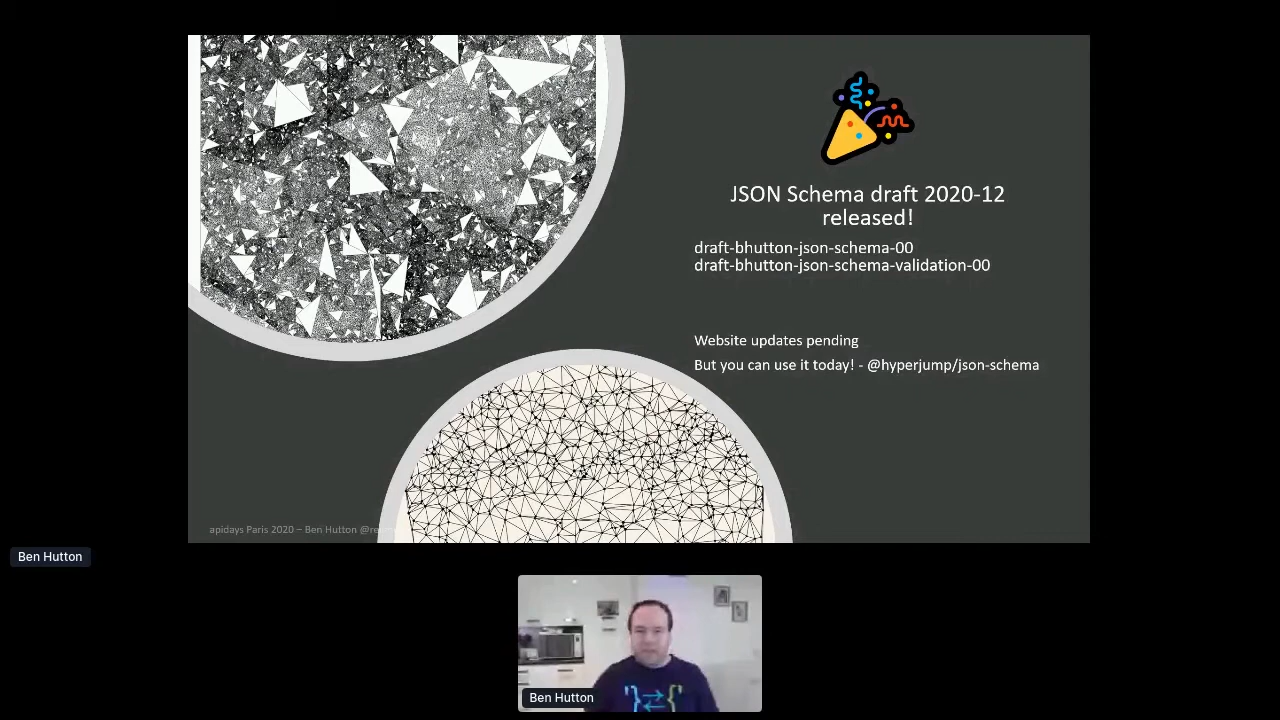 JSON Schema draft 2020-12
released!
draft-bhutton-json-schema-00
draft-bhutton-json-schema-validation-00
Website updates pending
But you can use it today! - @hyperjump/json-schema
apidays Paris 2020 – Ben Hutton
Ben Hutton
Ben Hutton